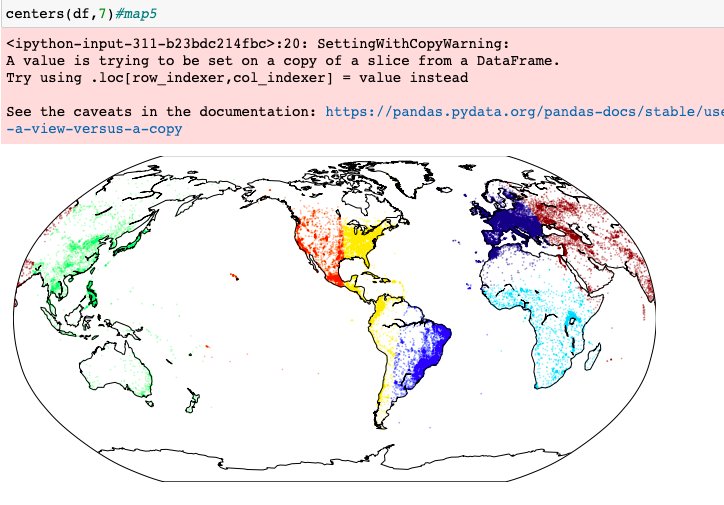 centers(df,7)#map5
<ipython-input-311-b23bdc214fbc>:20: SettingWithCopyWarning:
A value is trying to be set on a copy of a slice from a DataFrame.
Try using .loc[row_indexer,col_indexer] = value instead
See the caveats in the documentation: https://pandas.pydata.org/pandas-docs/stable/use
-a-view-versus-a-copy